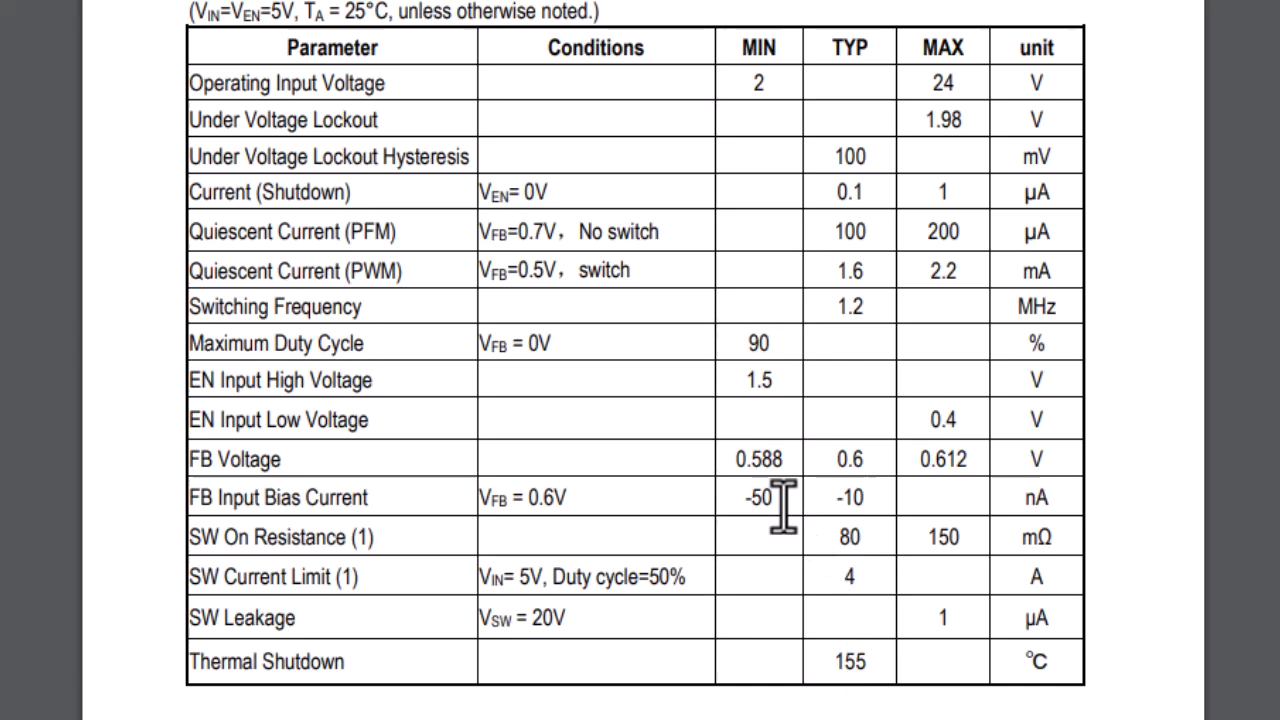 (VIN=VEN=5V, TA = 25°C, unless otherwise noted.)
Parameter Conditions MIN TYP MAX unit
Operating Input Voltage 2 24 V
Under Voltage Lockout 1.98 V
Under Voltage Lockout Hysteresis 100 mV
Current (Shutdown) VEN= 0V 0.1 1 µA
Quiescent Current (PFM) VFB=0.7V， No switch 100 200 µA
Quiescent Current (PWM) VFB=0.5V， switch 1.6 2.2 mA
Switching Frequency 1.2 MHz
Maximum Duty Cycle VFB = 0V 90 %
EN Input High Voltage 1.5 V
EN Input Low Voltage 0.4 V
FB Voltage 0.588 0.6 0.612 V
FB Input Bias Current VFB = 0.6V -50 -10 nA
SW On Resistance (1) 80 150 mΩ
SW Current Limit (1) VIN= 5V, Duty cycle=50% 4 A
SW Leakage VSW = 20V 1 µA
Thermal Shutdown 155 ℃